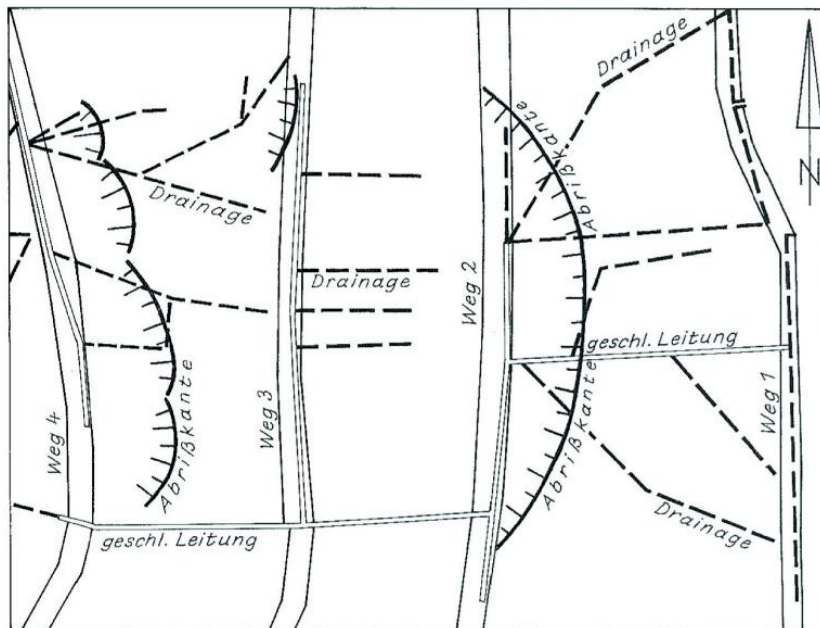 Drainage
Abrißkante
Abrißkante
Drainage
N
Drainage
Weg 2
geschl. Leitung
Weg 1
Abrißkante
Weg 3
Abrißkante
Weg 4
Drainage
geschl. Leitung